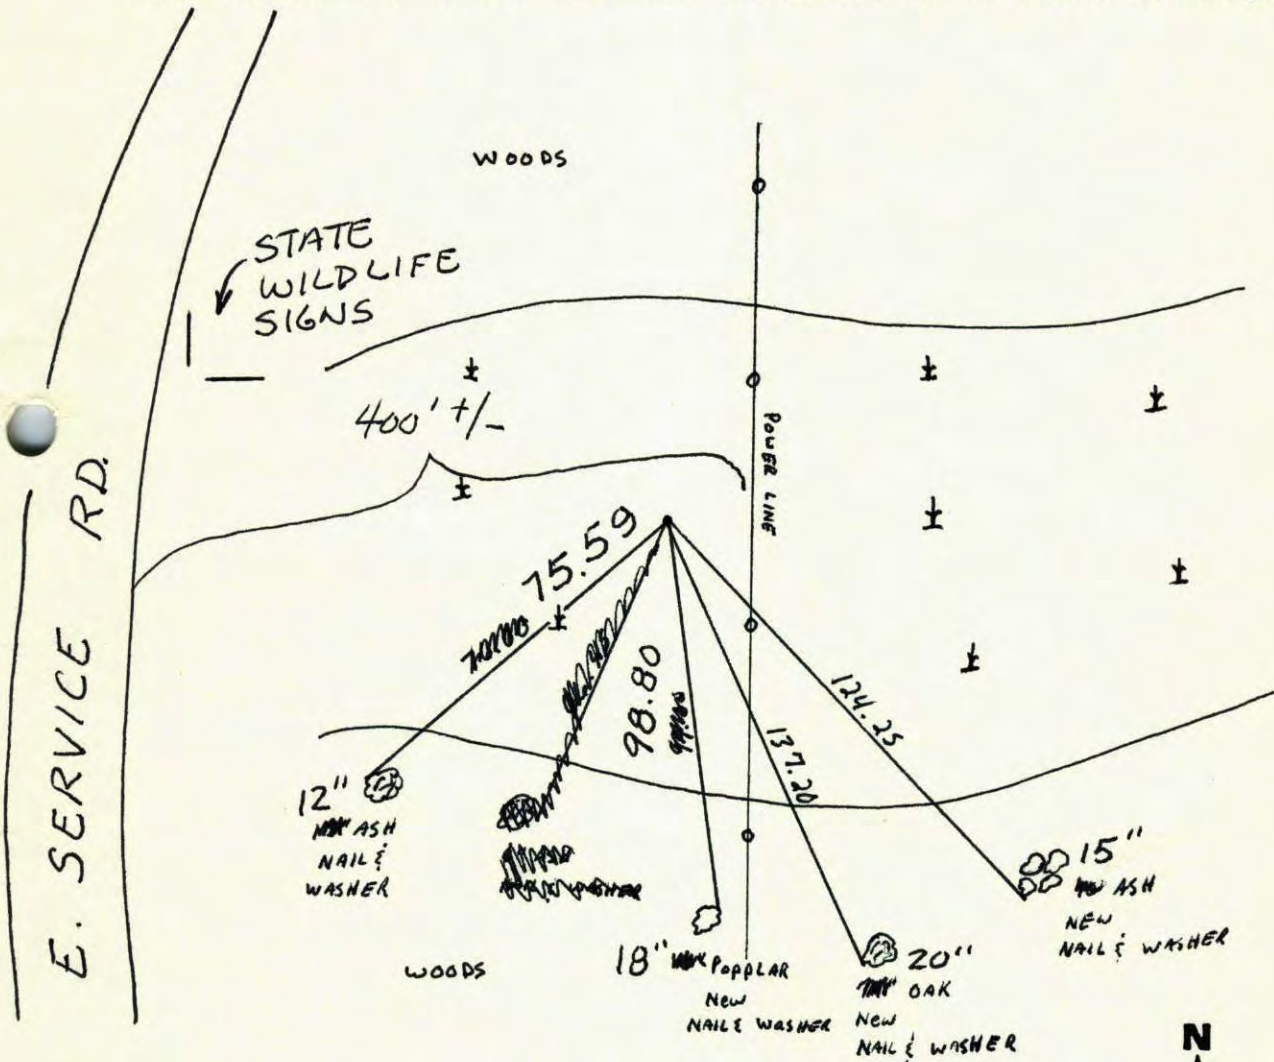 WOODS
STATE
WILDLIFE
SIGNS
400' +/-
POWER LINE
E. SERVICE RD.
75.59
98.80
137.20
124.25
12"
ASH
NAIL &
WASHER
18" POPPLAR
NEW
NAIL & WASHER
20"
OAK
NEW
NAIL & WASHER
15"
ASH
NEW
NAIL & WASHER
WOODS
N